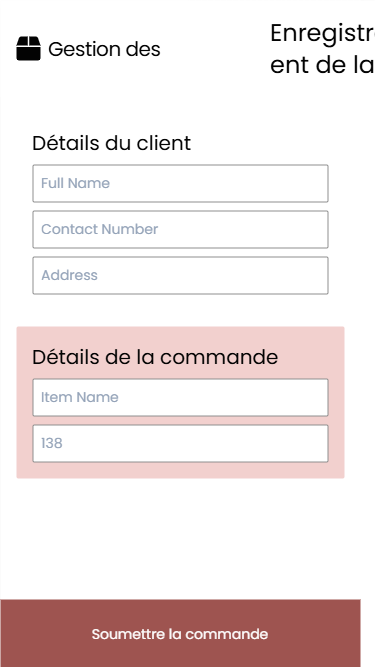 Gestion des
Enregistr
ent de la
Détails du client
Full Name
Contact Number
Address
Détails de la commande
Item Name
138
Soumettre la commande